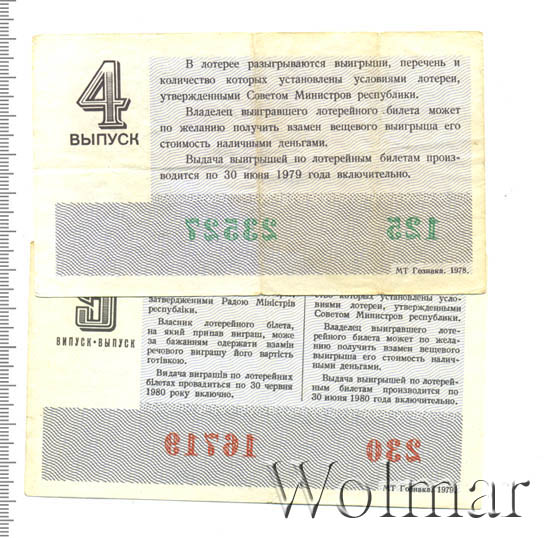 4
ВЫПУСК
В лотерее разыгрываются выигрыши, перечень и
количество которых установлены условиями лотереи,
утвержденными Советом Министров республики.
Владелец выигравшего лотерейного билета может
по желанию получить взамен вещевого выигрыша его
стоимость наличными деньгами.
Выдача выигрышей по лотерейным билетам произ-
водится по 30 июня 1979 года включительно.
23527
125
МТ Гознака. 1978.
ВИПУСК•ВЫПУСК
затвердженими Радою Міністрів
республіки.
Власник лотерейного білета,
на який припав виграш, може
за бажанням одержати взамін
речового виграшу його вартість
готівкою.
Видача виграшів по лотерейних
білетах провадиться по 30 червня
1980 року включно.
которых установлены усло-
виями лотереи, утвержденными
Советом Министров республики.
Владелец выигравшего лоте-
рейного билета может по жела-
нию получить взамен вещевого
выигрыша его стоимость налич-
ными деньгами.
Выдача выигрышей по лотерей-
ным билетам производится по
30 июня 1980 года включительно.
16719
230
МТ Гознака. 1979.
Wolmar